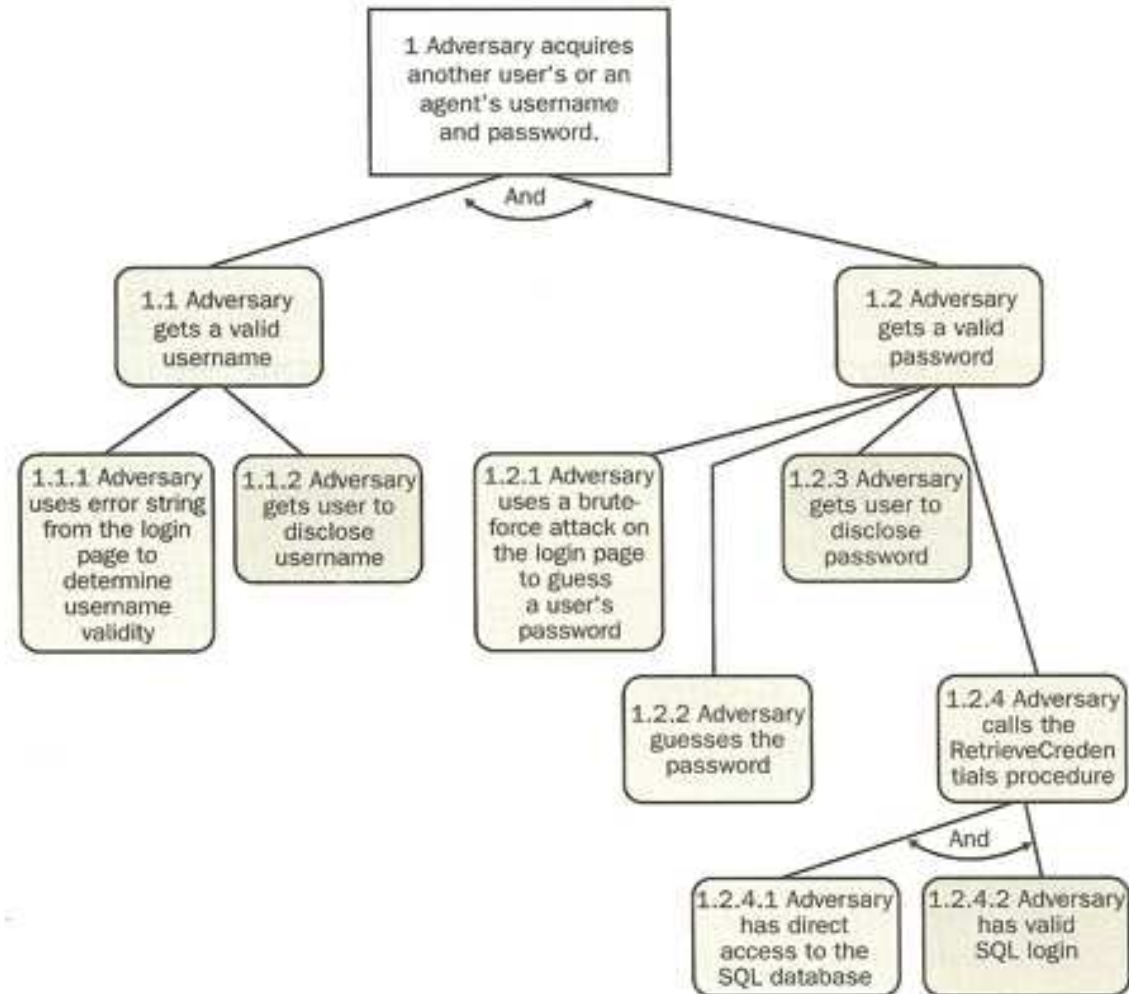 1 Adversary acquires
another user's or an
agent's username
and password.
And
1.1 Adversary
gets a valid
username
1.2 Adversary
gets a valid
password
1.1.1 Adversary
uses error string
from the login
page to
determine
username
validity
1.1.2 Adversary
gets user to
disclose
username
1.2.1 Adversary
uses a brute-
force attack on
the login page
to guess
a user's
password
1.2.3 Adversary
gets user to
disclose
password
1.2.2 Adversary
guesses the
password
1.2.4 Adversary
calls the
RetrieveCreden
tials procedure
And
1.2.4.1 Adversary
has direct
access to the
SQL database
1.2.4.2 Adversary
has valid
SQL login